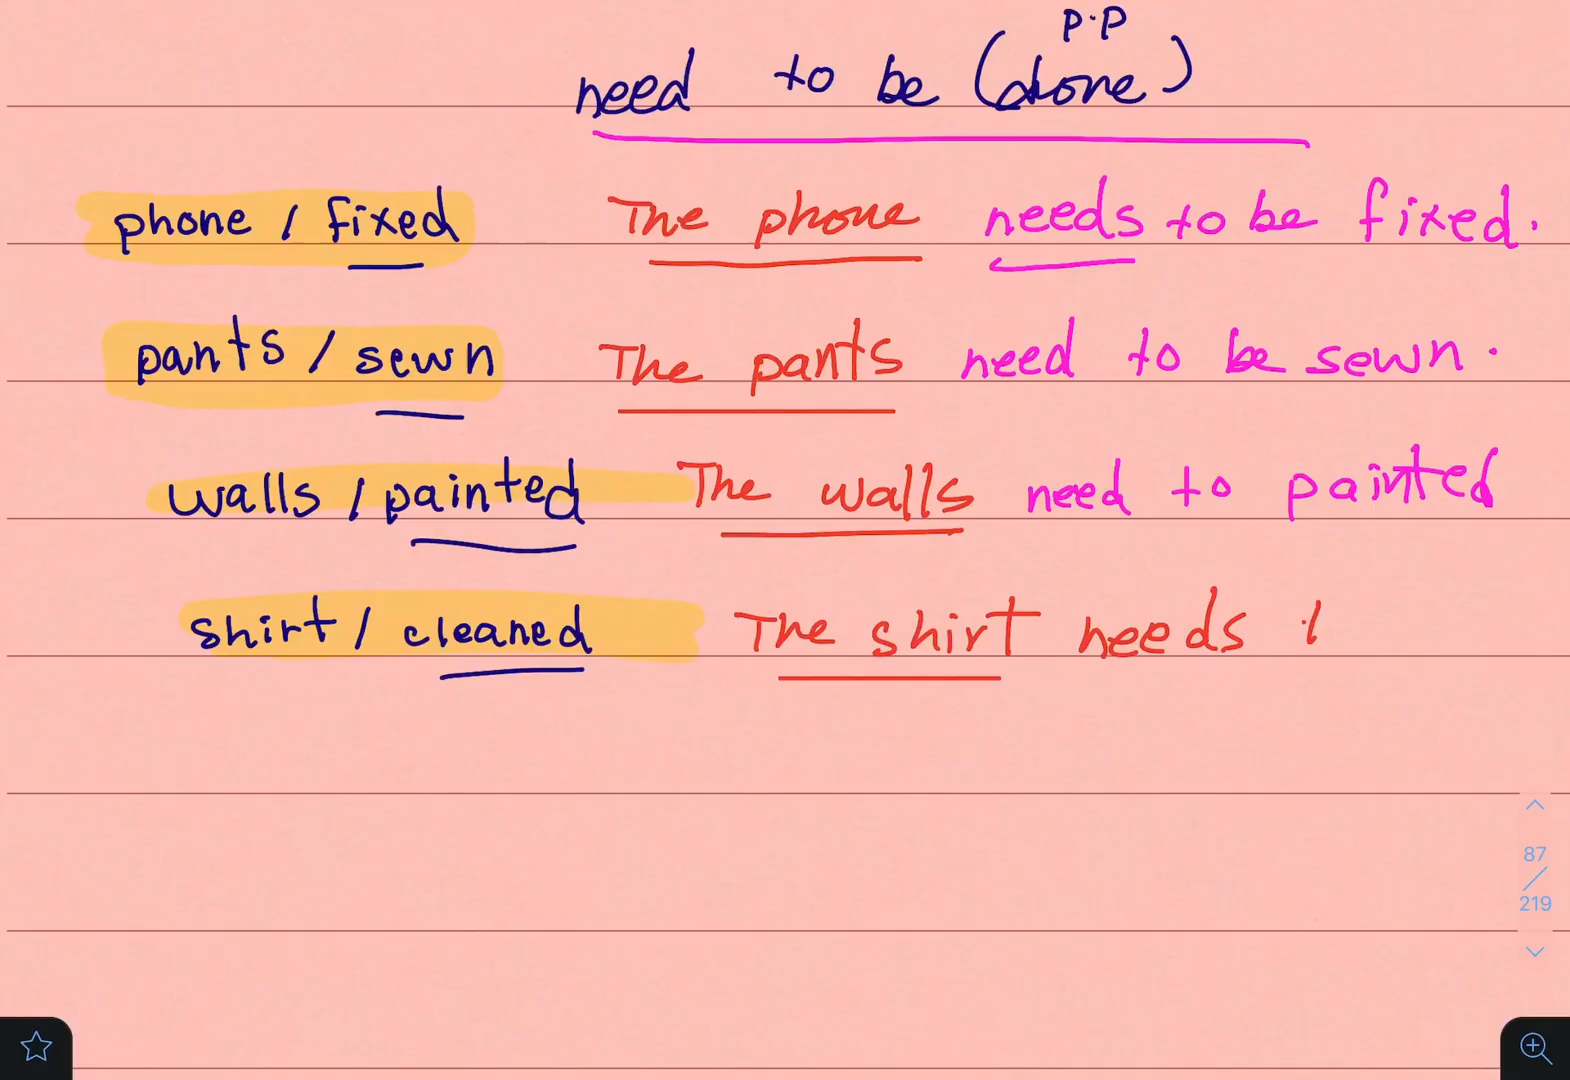 p.p
need to be (done)
phone / fixed The phone needs to be fixed.
pants / sewn The pants need to be sewn.
walls / painted The walls need to painted
shirt / cleaned The shirt needs
87
/
219